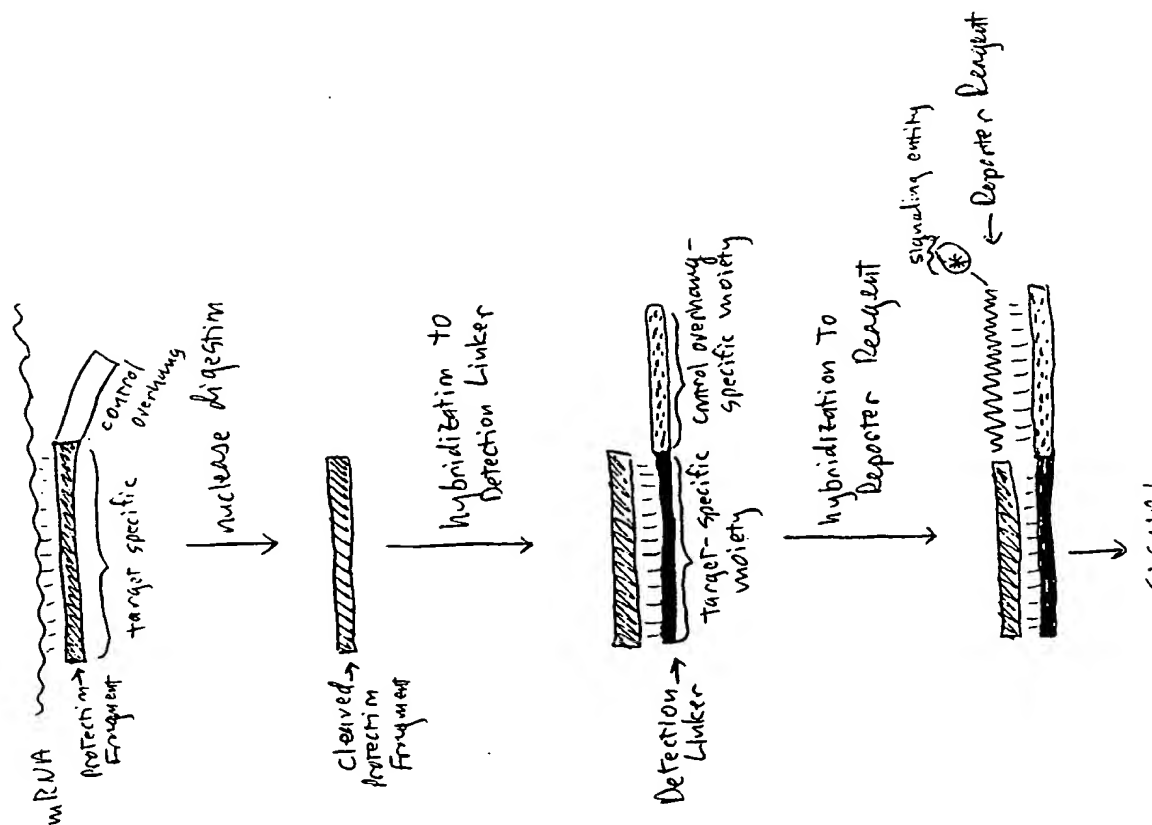 mRNA
Protection→
Fragment
target specific
control
overhang
nuclease digestion
Cleaved→
Protection
Fragment
hybridization to
Detection Linker
Detection→
Linker
target-specific
moiety
control overhang-
specific moiety
hybridization To
Reporter Reagent
signaling entity
*
← Reporter Reagent